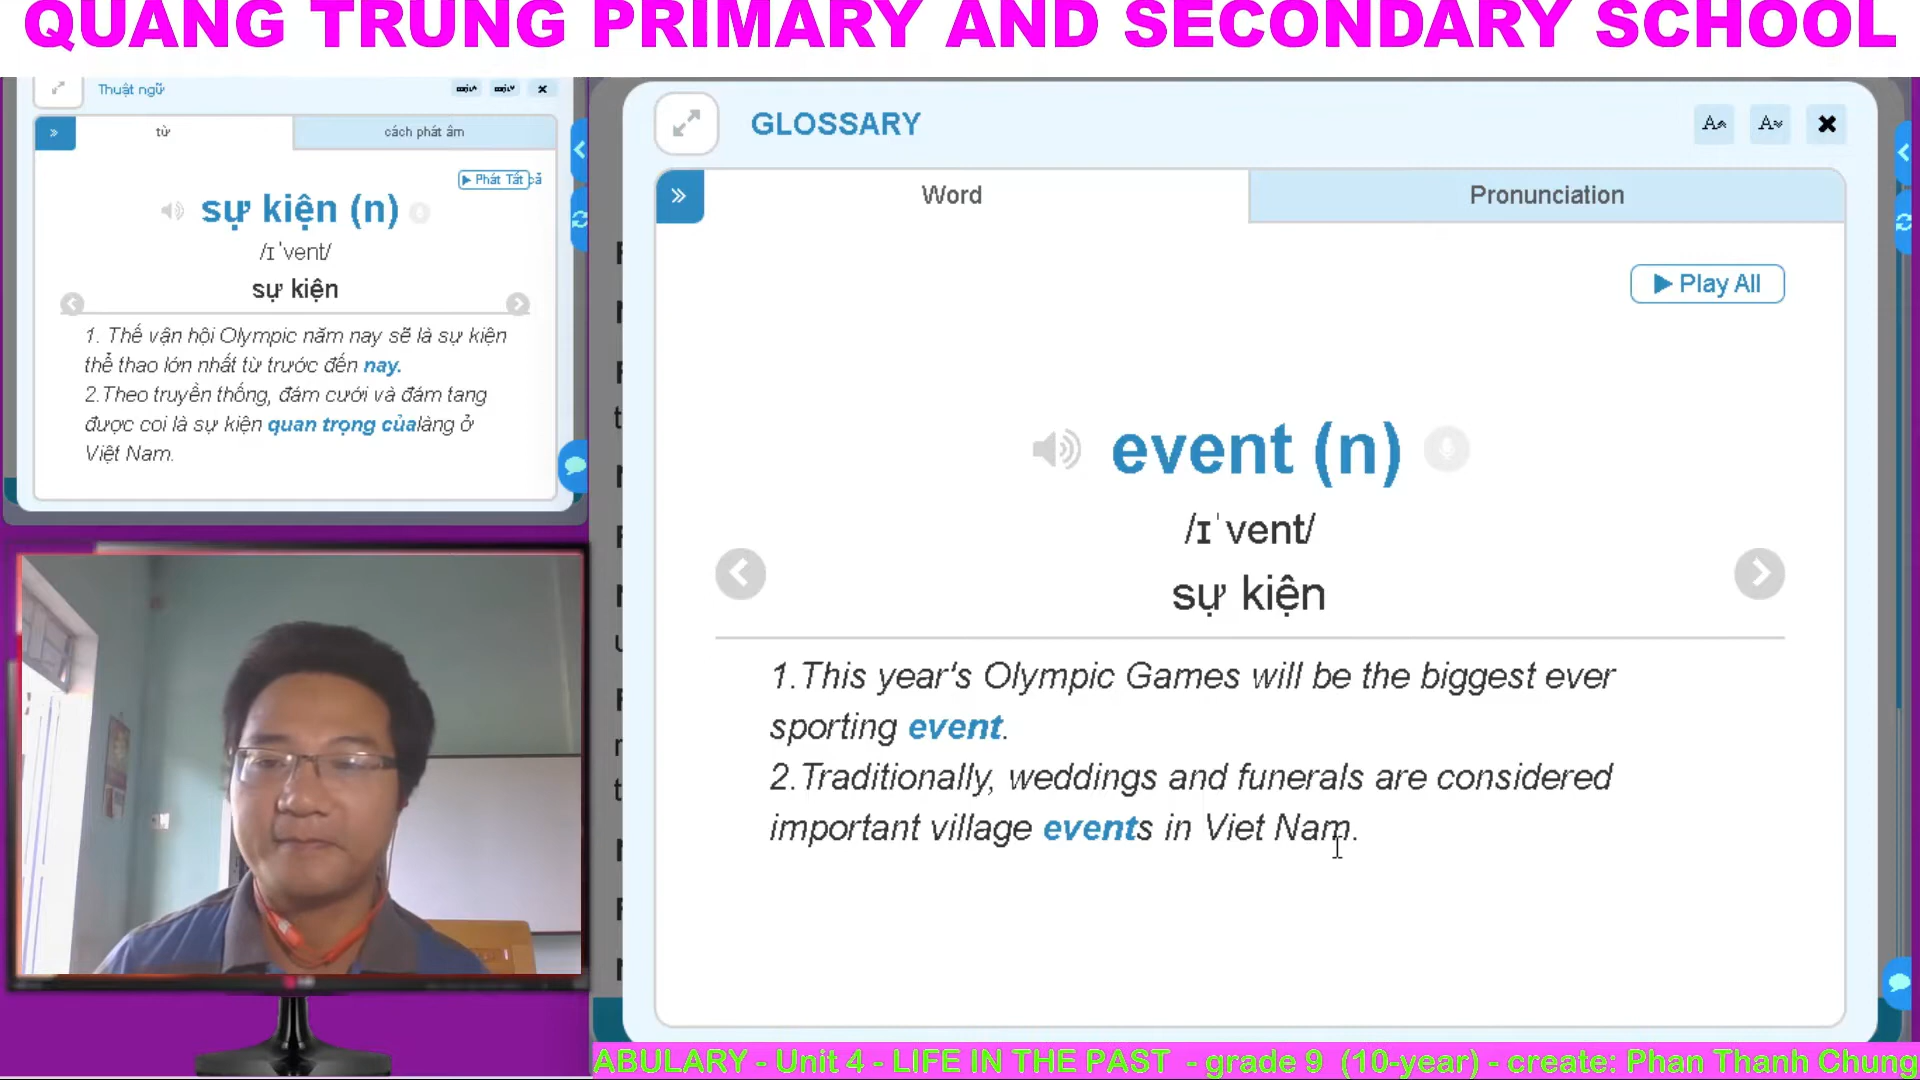 QUANG TRUNG PRIMARY AND SECONDARY SCHOOL
Thuật ngữ
từ
cách phát âm
Phát Tất cả
sự kiện (n)
/ɪˈvent/
sự kiện
1. Thế vận hội Olympic năm nay sẽ là sự kiện
thể thao lớn nhất từ trước đến nay.
2.Theo truyền thống, đám cưới và đám tang
được coi là sự kiện quan trọng củalàng ở
Việt Nam.
GLOSSARY
A A
Word
Pronunciation
Play All
event (n)
/ɪˈvent/
sự kiện
1.This year's Olympic Games will be the biggest ever
sporting event.
2.Traditionally, weddings and funerals are considered
important village events in Viet Nam.
ABULARY - Unit 4 - LIFE IN THE PAST - grade 9 (10-year) - create: Phan Thanh Chung